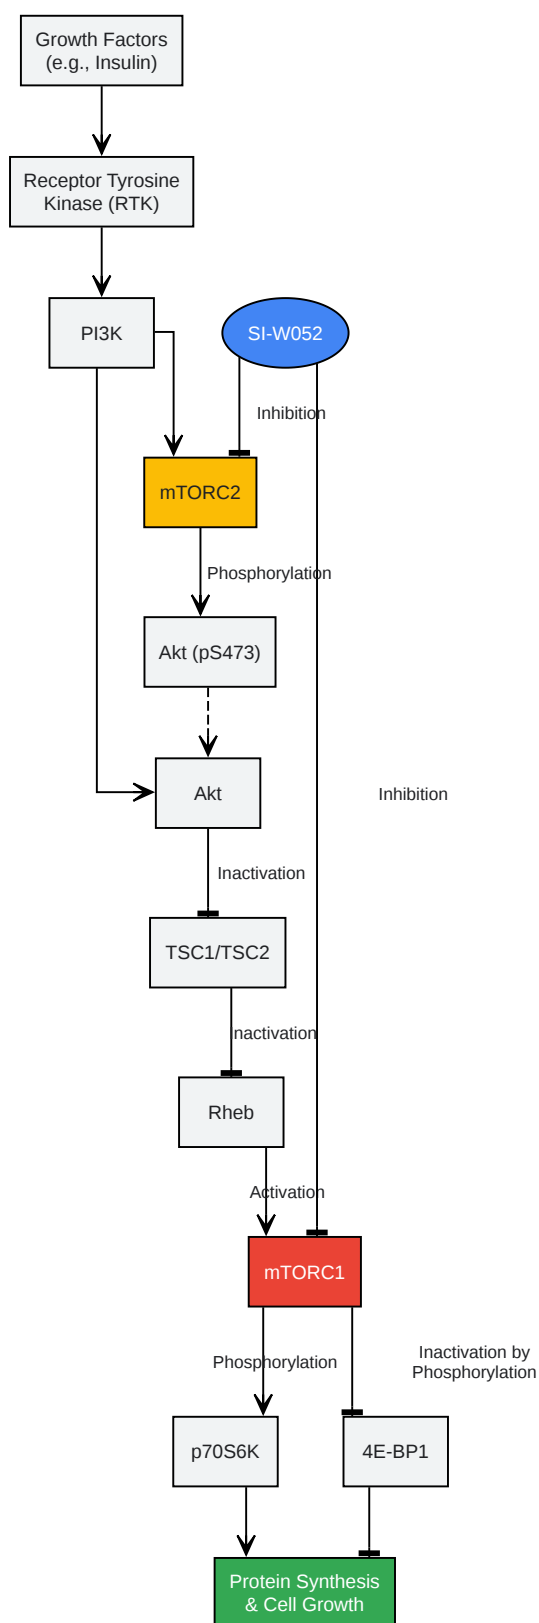 Growth Factors
(e.g., Insulin)
Receptor Tyrosine
Kinase (RTK)
PI3K
SI-W052
Inhibition
mTORC2
Phosphorylation
Akt (pS473)
Akt
Inhibition
Inactivation
TSC1/TSC2
Inactivation
Rheb
Activation
mTORC1
Phosphorylation
Inactivation by
Phosphorylation
p70S6K
4E-BP1
Protein Synthesis
& Cell Growth